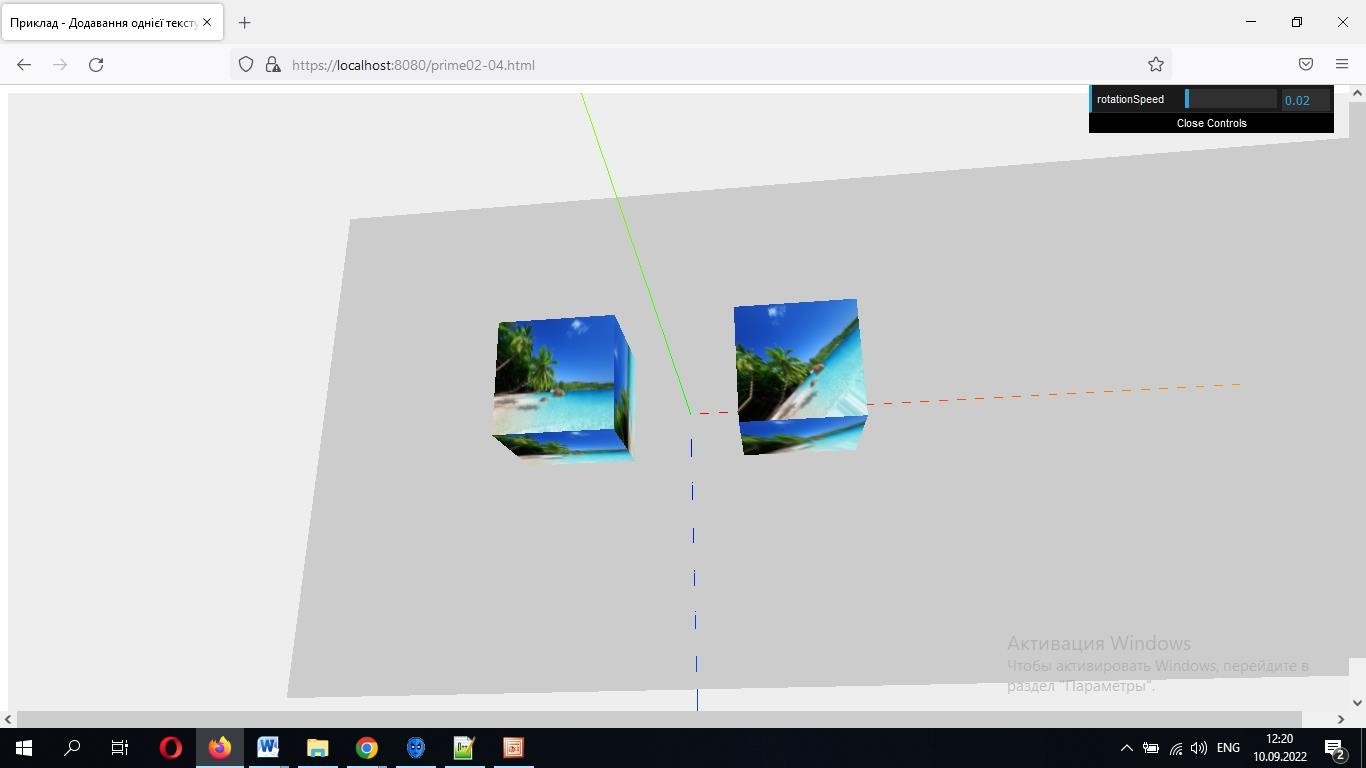 Приклад - Додавання однієї тексту
https://localhost:8080/prime02-04.html
rotationSpeed 0.02
Close Controls
Активация Windows
Чтобы активировать Windows, перейдите в
раздел "Параметры".
ENG
12:20
10.09.2022
2